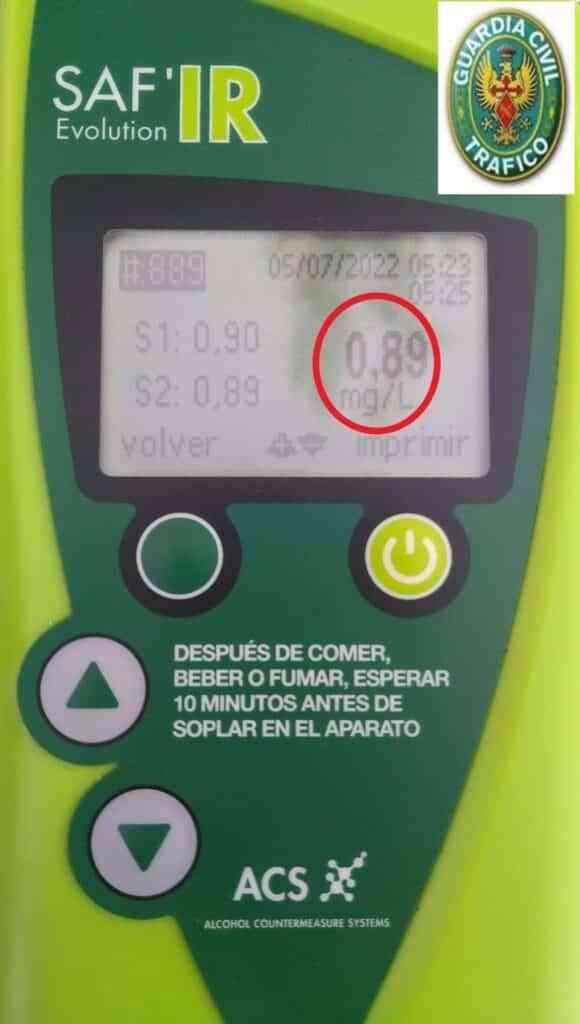 GUARDIA CIVIL
TRAFICO
SAF'IR
Evolution
#:889
05/07/2022 05:23
05:25
S1: 0,90
0,89
S2: 0,89
mg/L
volver
imprimir
DESPUÉS DE COMER,
BEBER O FUMAR, ESPERAR
10 MINUTOS ANTES DE
SOPLAR EN EL APARATO
ACS
ALCOHOL COUNTERMEASURE SYSTEMS